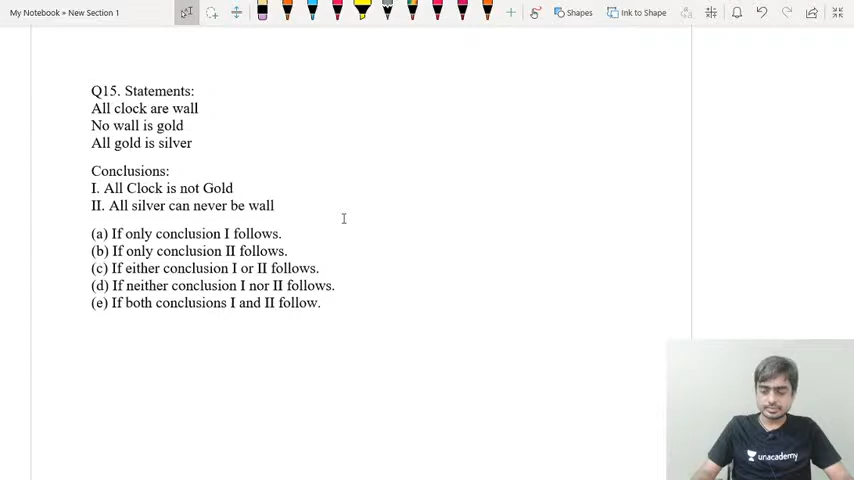 My Notebook » New Section 1
Shapes
Ink to Shape
Q15. Statements:
All clock are wall
No wall is gold
All gold is silver
Conclusions:
I. All Clock is not Gold
II. All silver can never be wall
(a) If only conclusion I follows.
(b) If only conclusion II follows.
(c) If either conclusion I or II follows.
(d) If neither conclusion I nor II follows.
(e) If both conclusions I and II follow.
unacademy